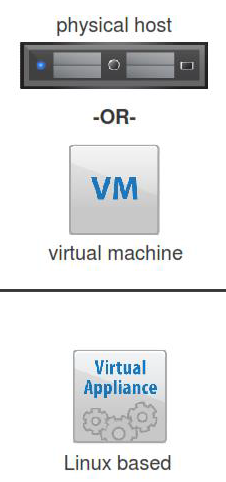 physical host
-OR-
VM
virtual machine
Virtual
Appliance
Linux based